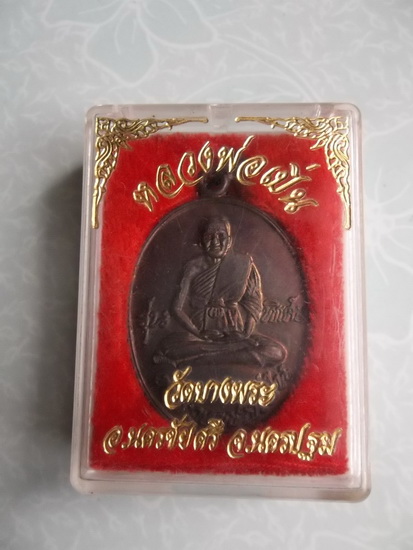 หลวงพ่อเปิ่น
วัดบางพระ
อ.นครชัยศรี จ.นครปฐม